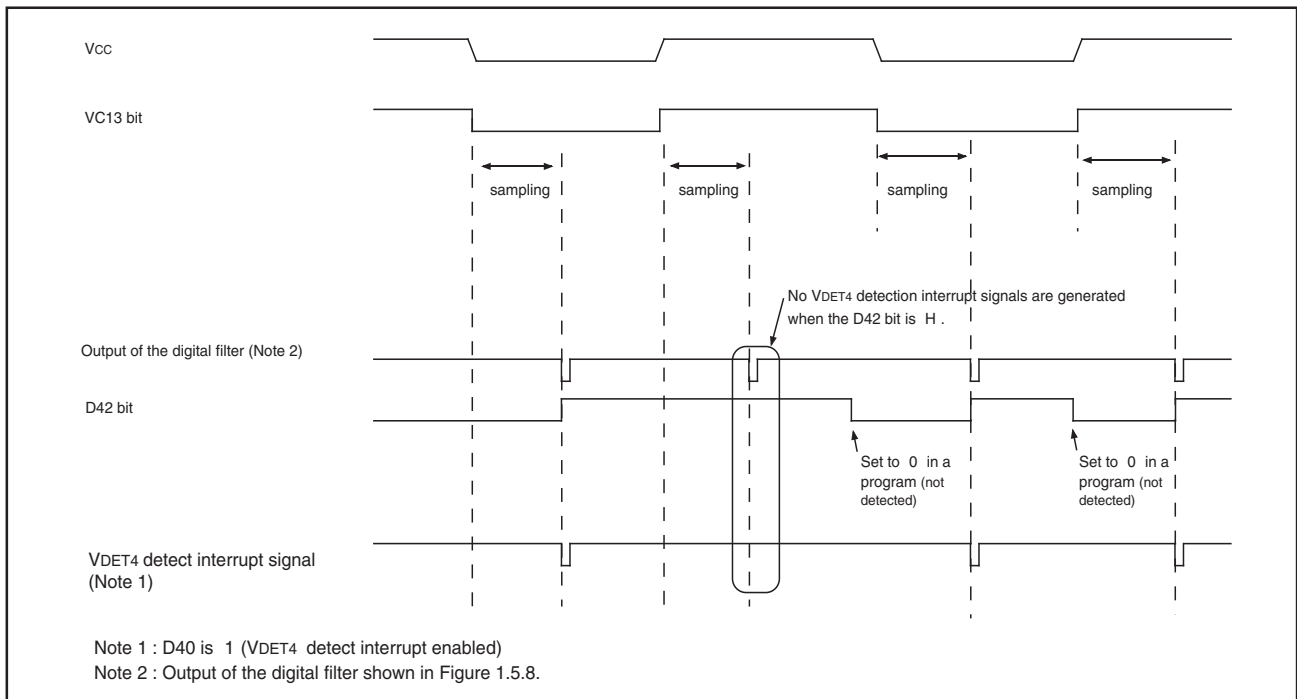 VCC
VC13 bit
sampling
sampling
sampling
sampling
No VDET4 detection interrupt signals are generated
when the D42 bit is H .
Output of the digital filter (Note 2)
D42 bit
Set to 0 in a
program (not
detected)
Set to 0 in a
program (not
detected)
VDET4 detect interrupt signal
(Note 1)
Note 1 : D40 is 1 (VDET4 detect interrupt enabled)
Note 2 : Output of the digital filter shown in Figure 1.5.8.